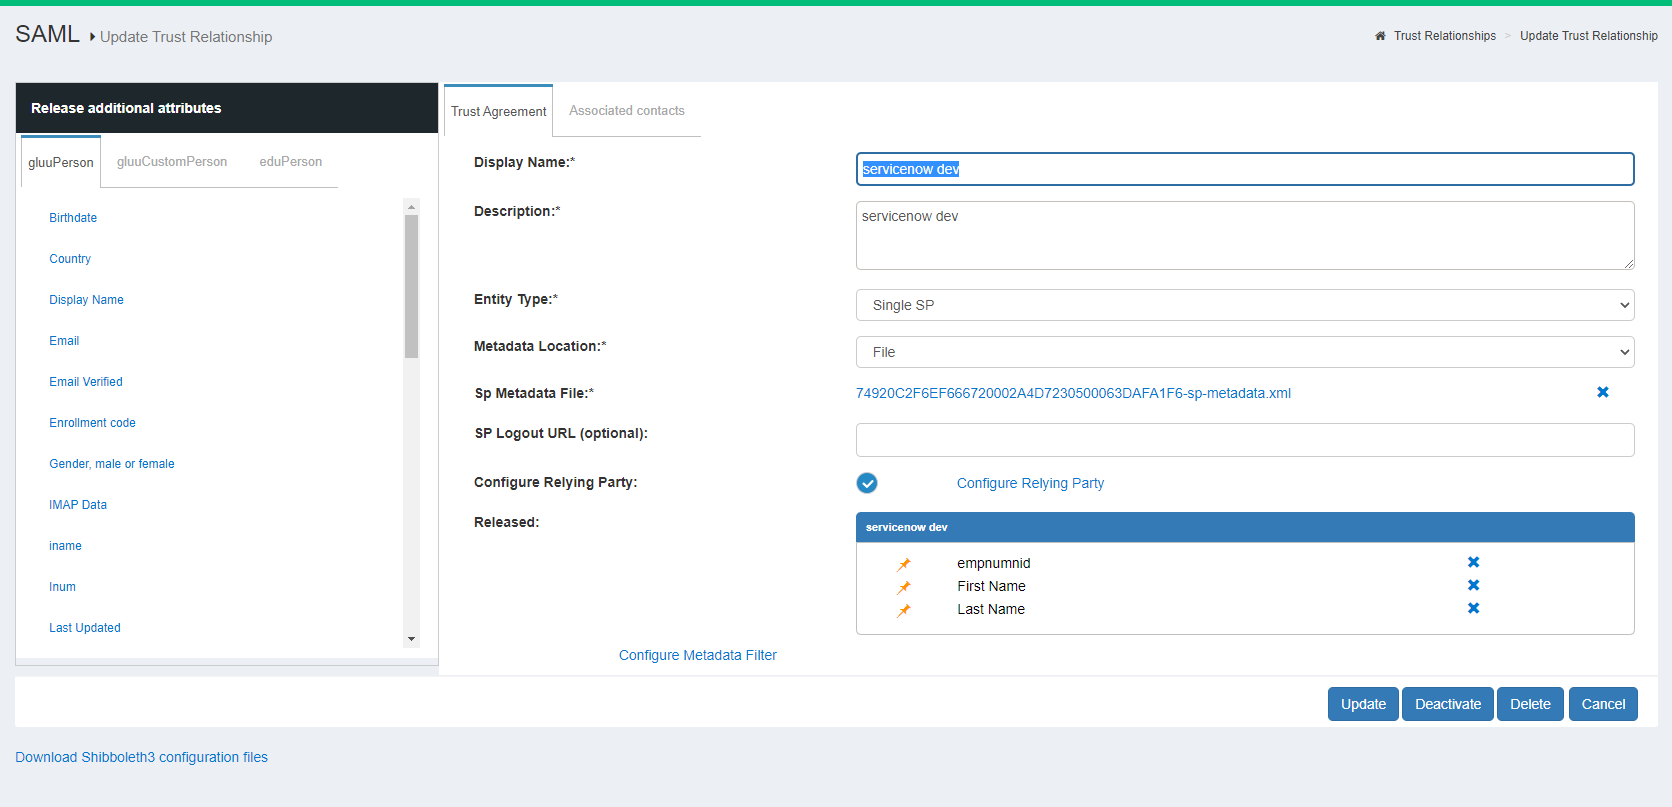 SAML Update Trust Relationship
Trust Relationships > Update Trust Relationship
Release additional attributes
gluuPerson gluuCustomPerson eduPerson
Birthdate
Country
Display Name
Email
Email Verified
Enrollment code
Gender, male or female
IMAP Data
iname
Inum
Last Updated
Trust Agreement Associated contacts
Display Name:* servicenow dev
Description:* servicenow dev
Entity Type:* Single SP
Metadata Location:* File
Sp Metadata File:* 74920C2F6EF666720002A4D7230500063DAFA1F6-sp-metadata.xml
SP Logout URL (optional):
Configure Relying Party: Configure Relying Party
Released: servicenow dev
empnumnid
First Name
Last Name
Configure Metadata Filter
Update Deactivate Delete Cancel
Download Shibboleth3 configuration files